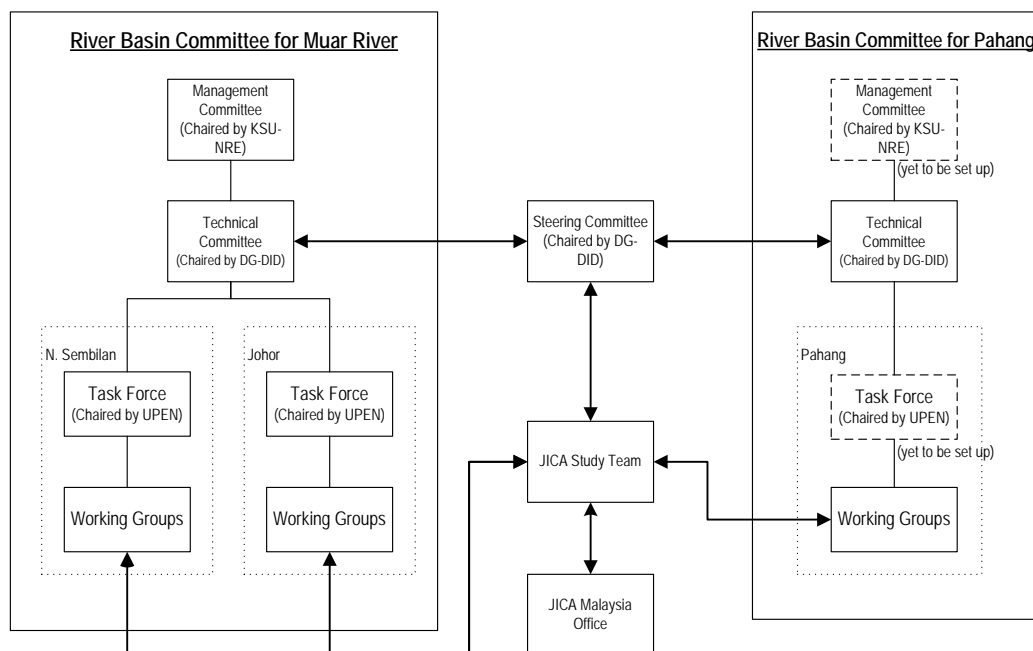 River Basin Committee for Muar River
Management
Committee
(Chaired by KSU-
NRE)
Technical
Committee
(Chaired by DG-DID)
N. Sembilan
Task Force
(Chaired by UPEN)
Working Groups
Johor
Task Force
(Chaired by UPEN)
Working Groups
Steering Committee
(Chaired by DG-
DID)
JICA Study Team
JICA Malaysia
Office
River Basin Committee for Pahang
Management
Committee
(Chaired by KSU-
NRE)
(yet to be set up)
Technical
Committee
(Chaired by DG-DID)
Pahang
Task Force
(Chaired by UPEN)
(yet to be set up)
Working Groups